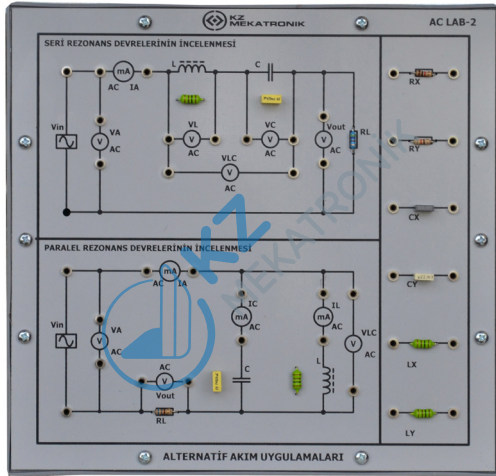 KZ
MEKATRONIK
AC LAB-2
SERİ REZONANS DEVRELERİNİN İNCELENMESİ
mA
AC IA
L
C
Vin
VA
V
AC
VL
V
AC
VC
V
AC
VLC
V
AC
Vout
V
AC
RL
RX
RY
CX
CY
LX
LY
PARALEL REZONANS DEVRELERİNİN İNCELENMESİ
mA
AC IA
Vin
VA
V
AC
AC
V
Vout
RL
IC
mA
AC
C
IL
mA
AC
L
VLC
V
AC
KZ
MEKATRONIK
ALTERNATİF AKIM UYGULAMALARI